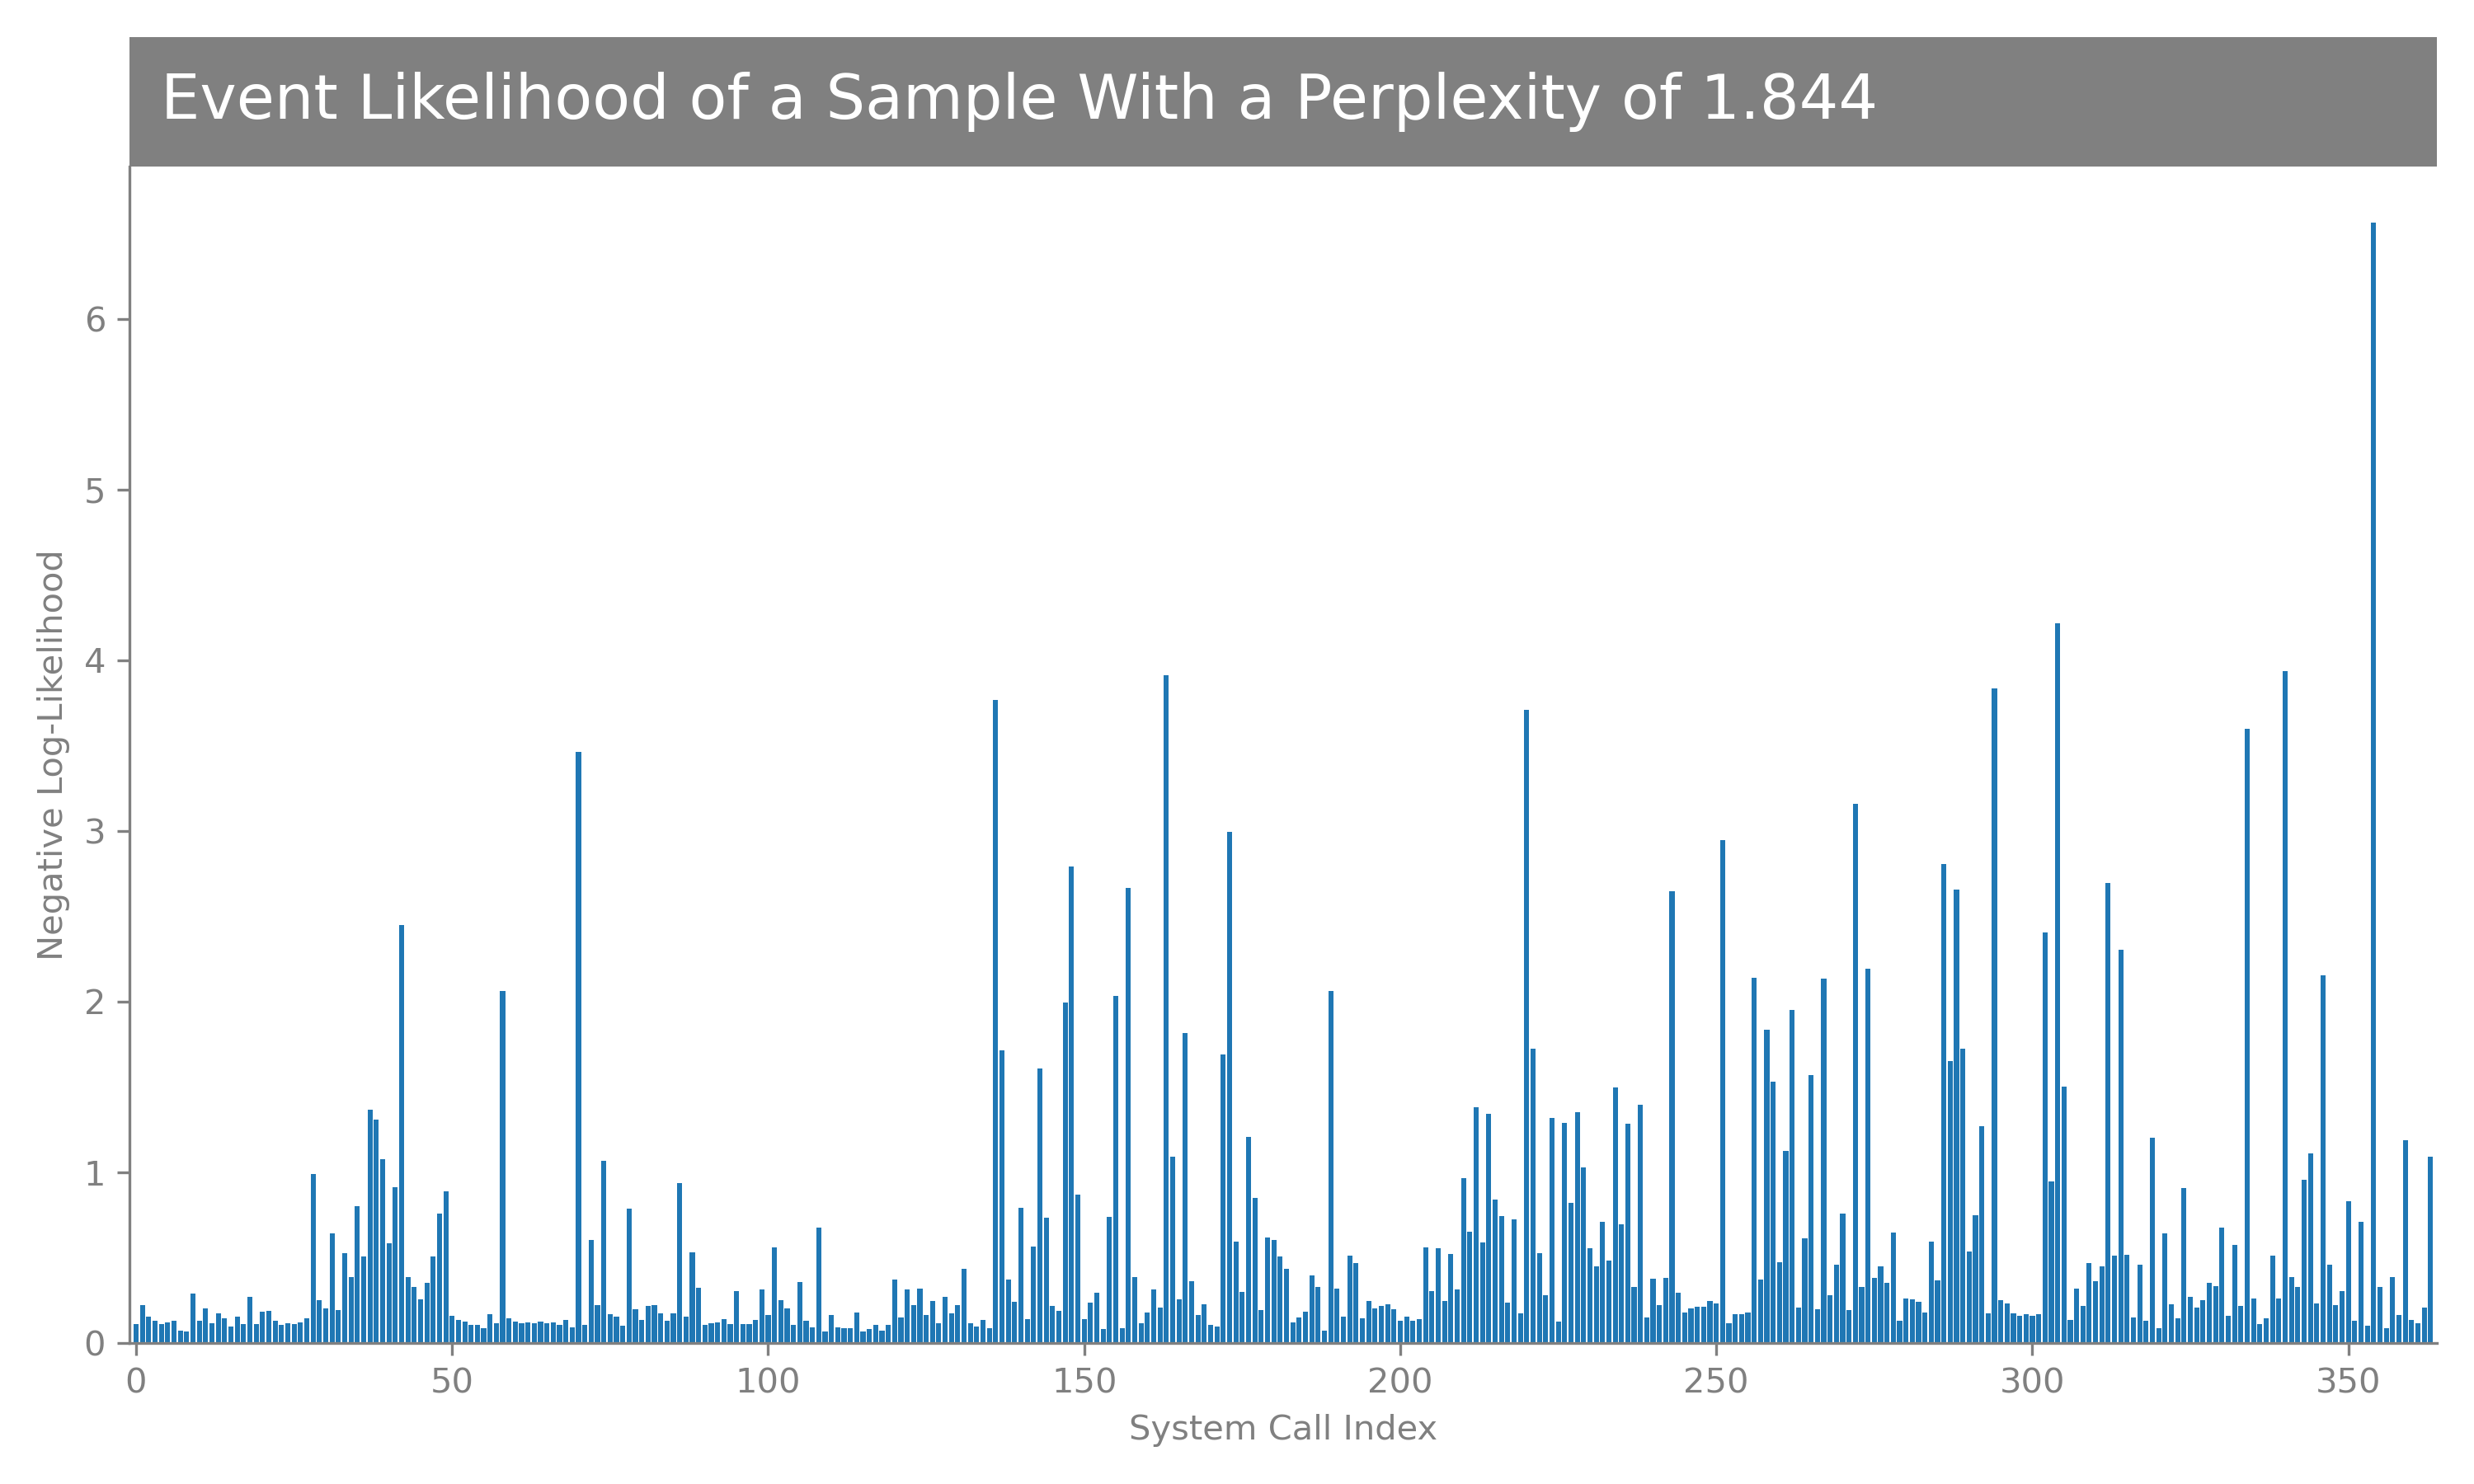 Event Likelihood of a Sample With a Perplexity of 1.844
Negative Log-Likelihood
6
5
4
3
2
1
0
0 50 100 150 200 250 300 350
System Call Index